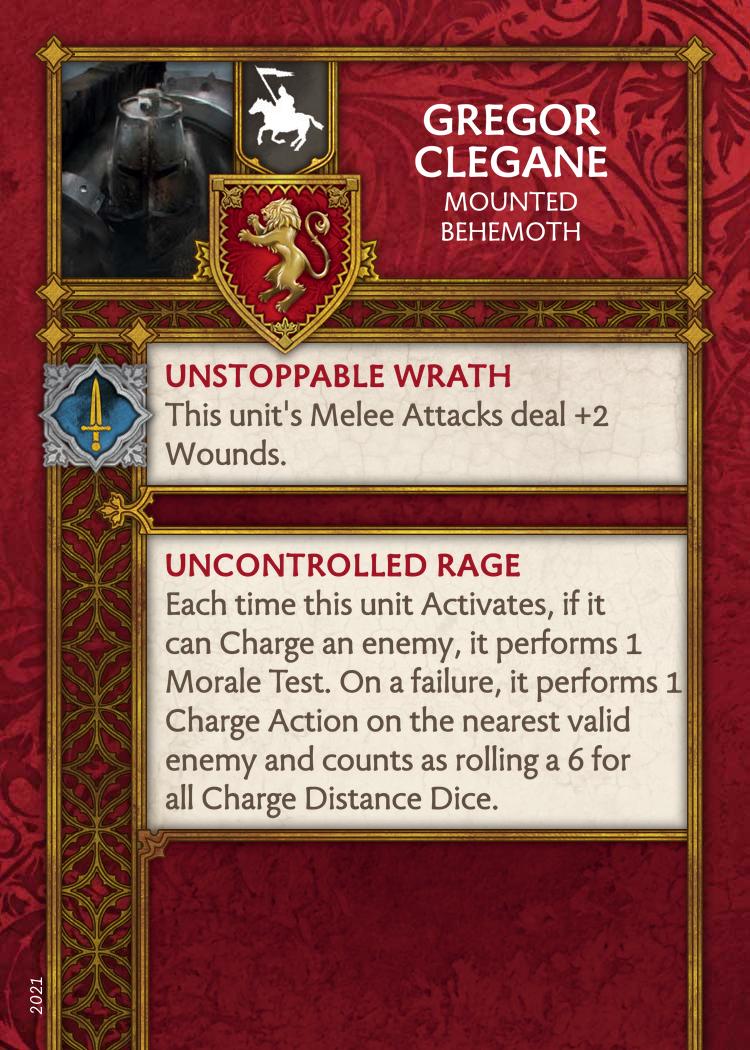 GREGOR
CLEGANE
MOUNTED
BEHEMOTH
UNSTOPPABLE WRATH
This unit's Melee Attacks deal +2
Wounds.
UNCONTROLLED RAGE
Each time this unit Activates, if it
can Charge an enemy, it performs 1
Morale Test. On a failure, it performs 1
Charge Action on the nearest valid
enemy and counts as rolling a 6 for
all Charge Distance Dice.
2021